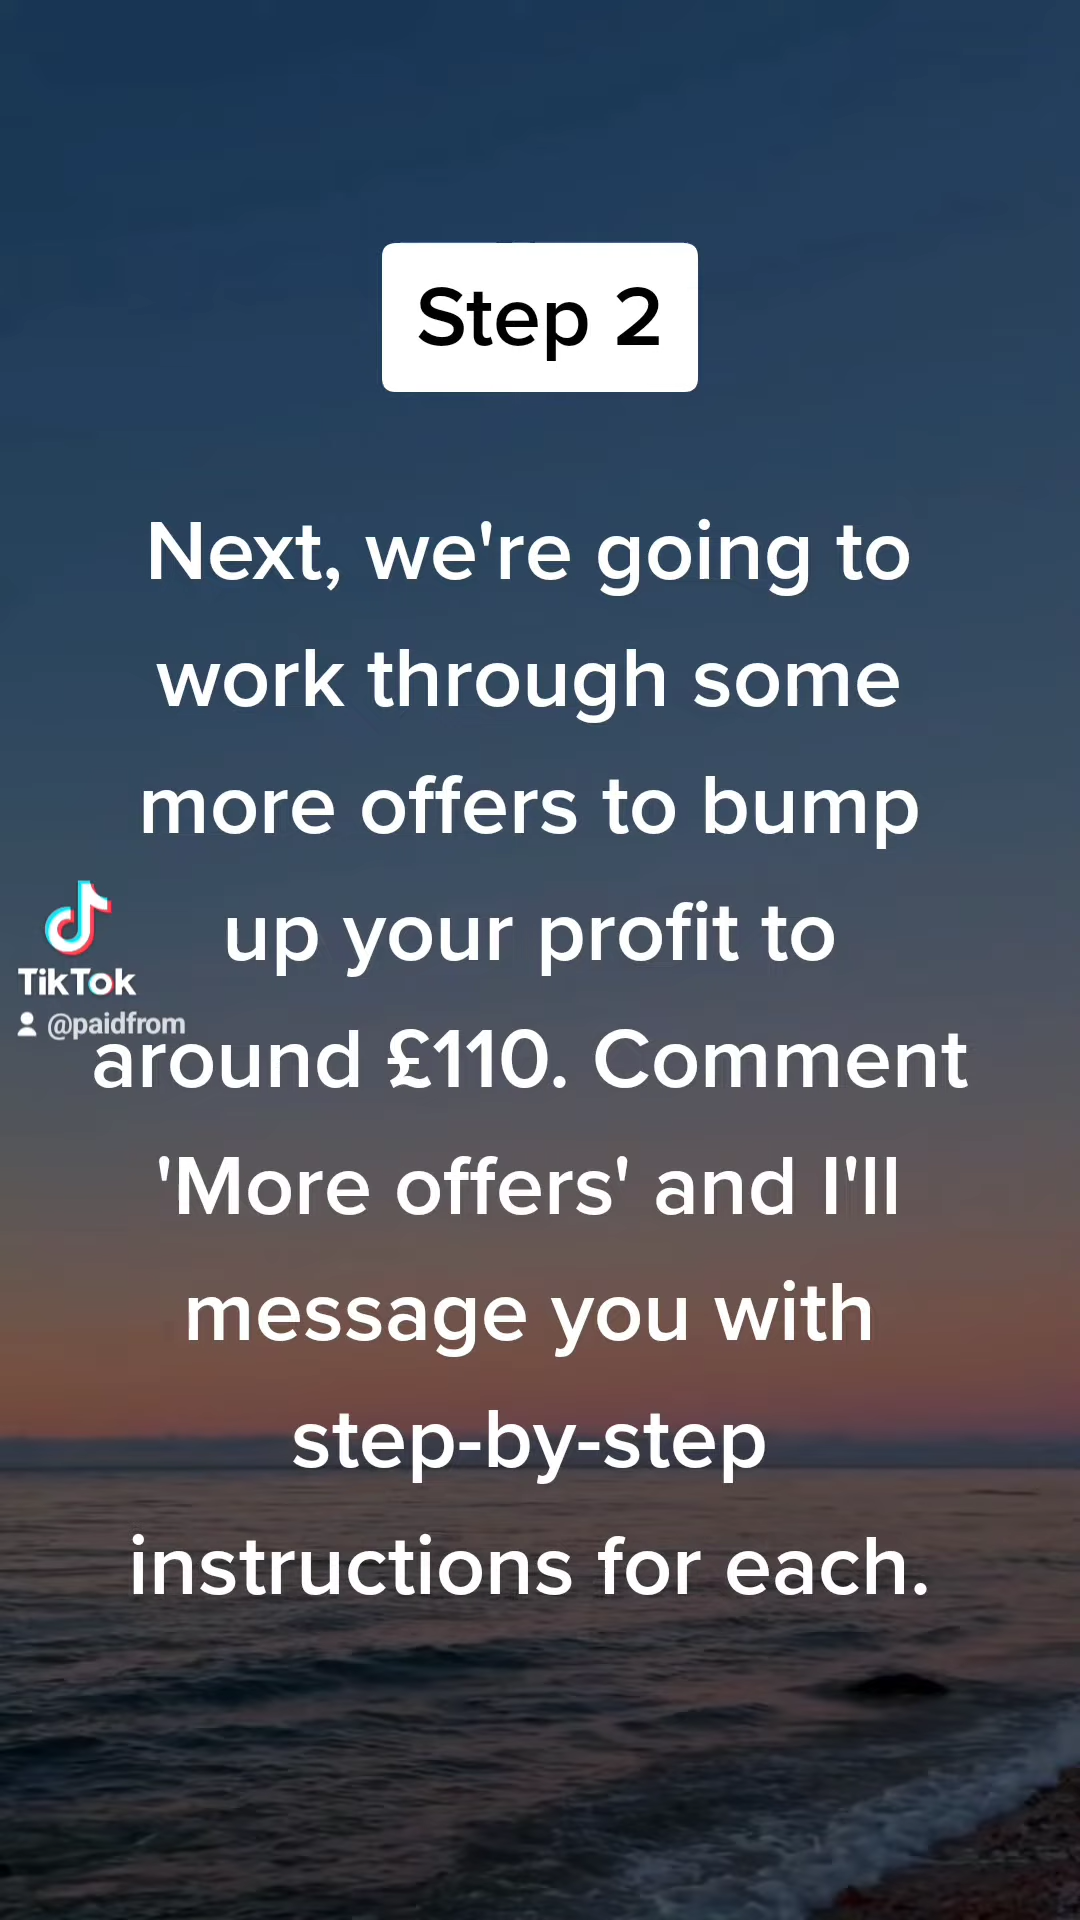 Step 2
Next, we're going to
work through some
more offers to bump
up your profit to
TikTok
@paidfrom
around £110. Comment
'More offers' and I'll
message you with
step-by-step
instructions for each.